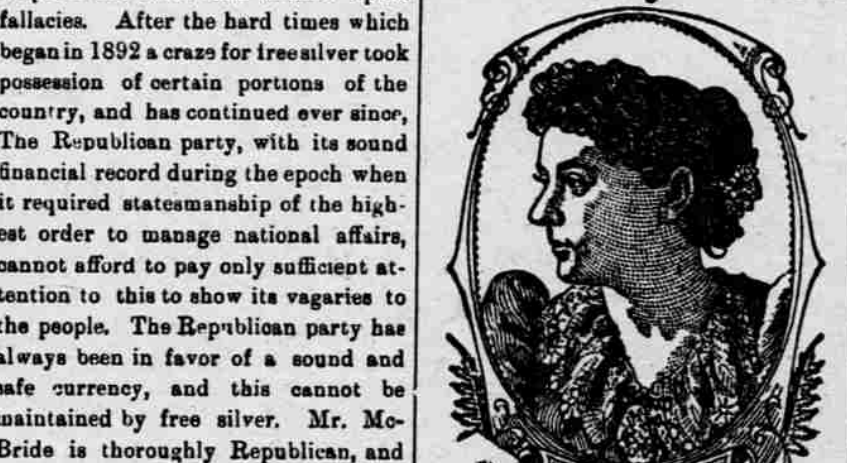 fallacies. After the hard times which
began in 1892 a craze for free silver took
possession of certain portions of the
country, and has continued ever since,
The Republican party, with its sound
financial record during the epoch when
it required statesmanship of the high-
est order to manage national affairs,
cannot afford to pay only sufficient at-
tention to this to show its vagaries to
the people. The Republican party has
always been in favor of a sound and
safe currency, and this cannot be
maintained by free silver. Mr. Mc-
Bride is thoroughly Republican, and